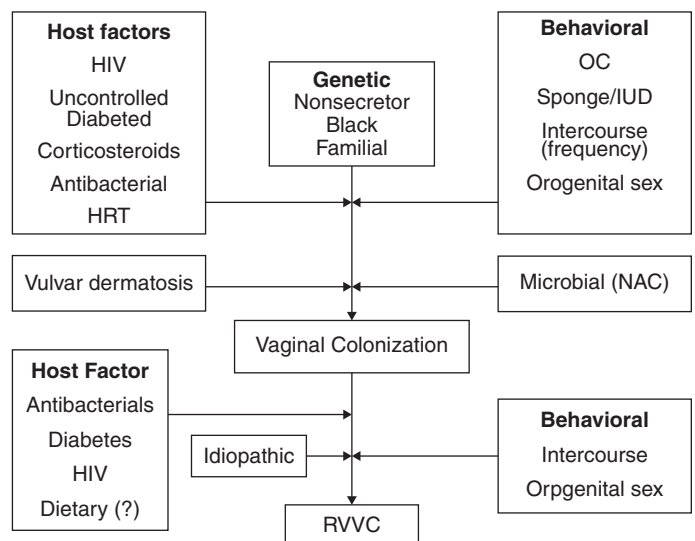 Host factors
HIV
Uncontrolled
Diabeted
Corticosteroids
Antibacterial
HRT
Genetic
Nonsecretor
Black
Familial
Behavioral
OC
Sponge/IUD
Intercourse
(frequency)
Orogenital sex
Vulvar dermatosis
Microbial (NAC)
Vaginal Colonization
Host Factor
Antibacterials
Diabetes
HIV
Dietary (?)
Idiopathic
Behavioral
Intercourse
Orpgenital sex
RVVC